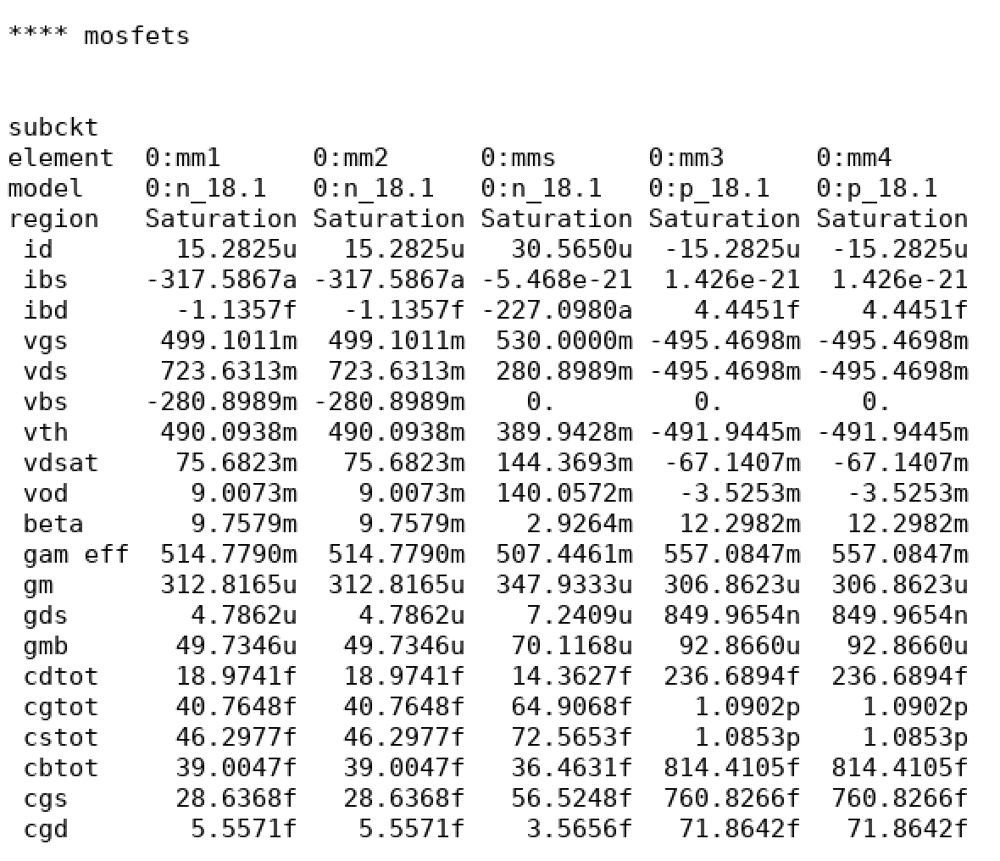 **** mosfets
subckt
element  0:mm1      0:mm2      0:mms      0:mm3      0:mm4
model    0:n_18.1   0:n_18.1   0:n_18.1   0:p_18.1   0:p_18.1
region   Saturation Saturation Saturation Saturation Saturation
 id        15.2825u   15.2825u   30.5650u  -15.2825u  -15.2825u
 ibs     -317.5867a -317.5867a -5.468e-21  1.426e-21  1.426e-21
 ibd       -1.1357f   -1.1357f -227.0980a    4.4451f    4.4451f
 vgs      499.1011m  499.1011m  530.0000m -495.4698m -495.4698m
 vds      723.6313m  723.6313m  280.8989m -495.4698m -495.4698m
 vbs     -280.8989m -280.8989m    0.         0.         0.
 vth      490.0938m  490.0938m  389.9428m -491.9445m -491.9445m
 vdsat     75.6823m   75.6823m  144.3693m  -67.1407m  -67.1407m
 vod        9.0073m    9.0073m  140.0572m   -3.5253m   -3.5253m
 beta       9.7579m    9.7579m    2.9264m   12.2982m   12.2982m
 gam eff  514.7790m  514.7790m  507.4461m  557.0847m  557.0847m
 gm       312.8165u  312.8165u  347.9333u  306.8623u  306.8623u
 gds        4.7862u    4.7862u    7.2409u  849.9654n  849.9654n
 gmb       49.7346u   49.7346u   70.1168u   92.8660u   92.8660u
 cdtot     18.9741f   18.9741f   14.3627f  236.6894f  236.6894f
 cgtot     40.7648f   40.7648f   64.9068f    1.0902p    1.0902p
 cstot     46.2977f   46.2977f   72.5653f    1.0853p    1.0853p
 cbtot     39.0047f   39.0047f   36.4631f  814.4105f  814.4105f
 cgs       28.6368f   28.6368f   56.5248f  760.8266f  760.8266f
 cgd        5.5571f    5.5571f    3.5656f   71.8642f   71.8642f